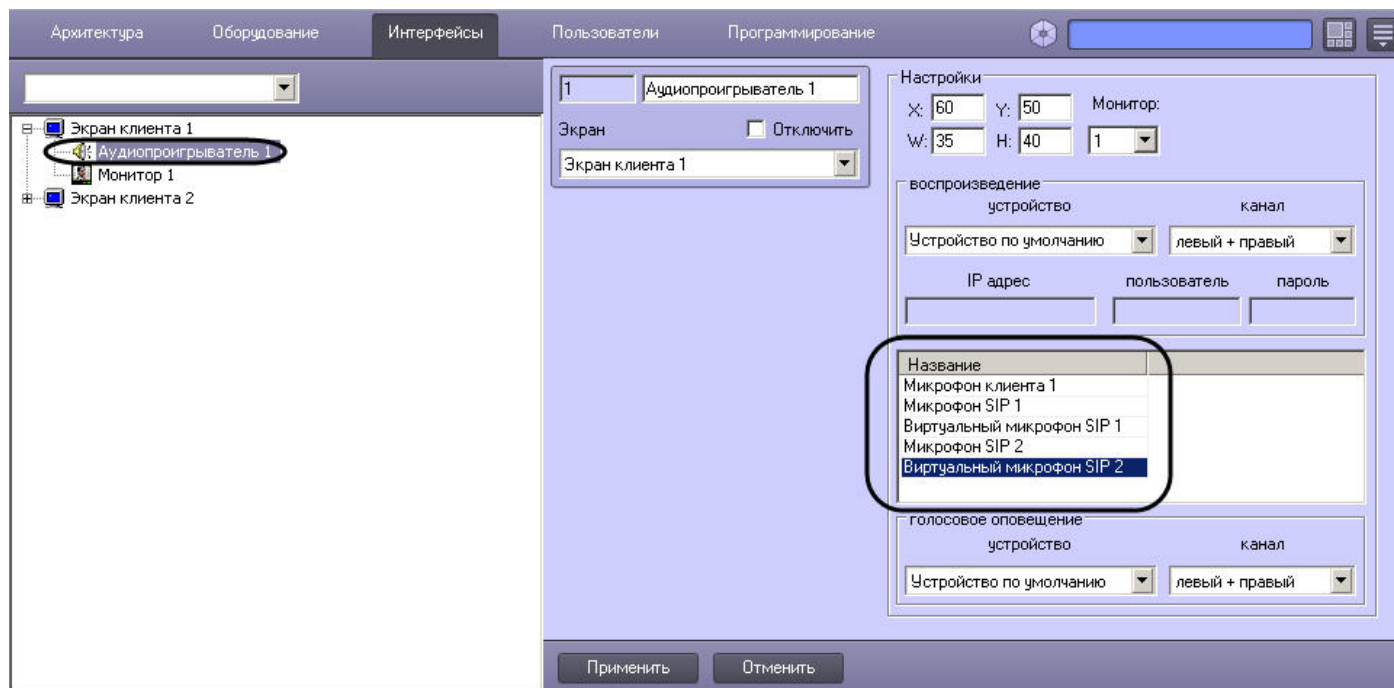 Архитектура Оборудование Интерфейсы Пользователи Программирование
Экран клиента 1
Аудиопроигрыватель 1
Монитор 1
Экран клиента 2
1 Аудиопроигрыватель 1
Экран Отключить
Экран клиента 1
Настройки
X: 60 Y: 50 Монитор:
W: 35 H: 40 1
воспроизведение
устройство канал
Устройство по умолчанию левый + правый
IP адрес пользователь пароль
Название
Микрофон клиента 1
Микрофон SIP 1
Виртуальный микрофон SIP 1
Микрофон SIP 2
Виртуальный микрофон SIP 2
голосовое оповещение
устройство канал
Устройство по умолчанию левый + правый
Применить Отменить